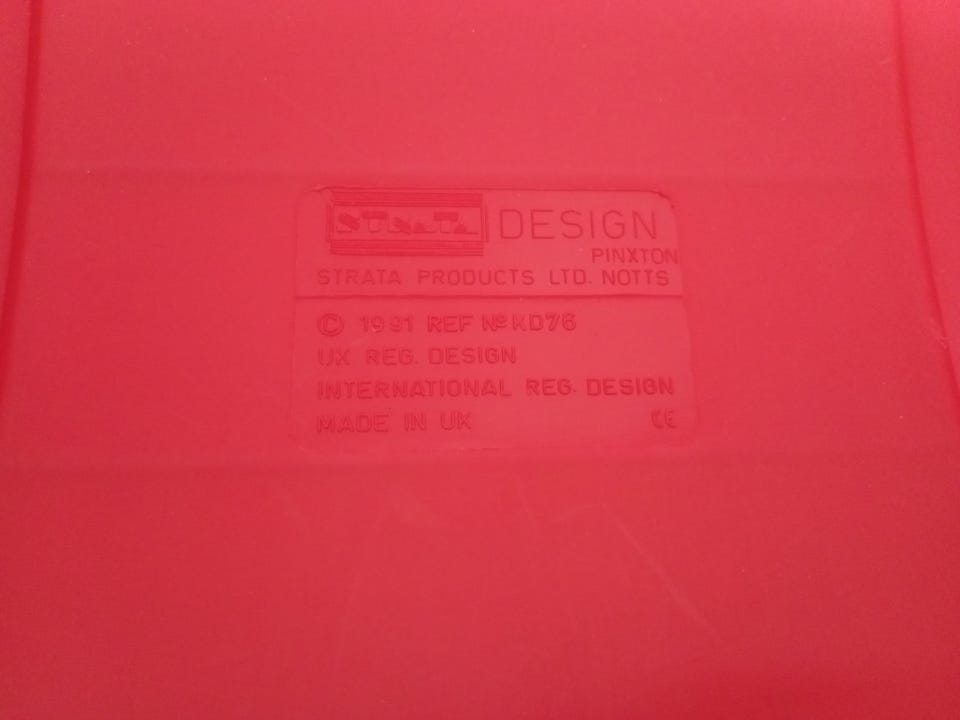 STRATA DESIGN
PINXTON
STRATA PRODUCTS LTD. NOTTS
© 1991 REF Nº KD76
UK REG. DESIGN
INTERNATIONAL REG. DESIGN
MADE IN UK CE